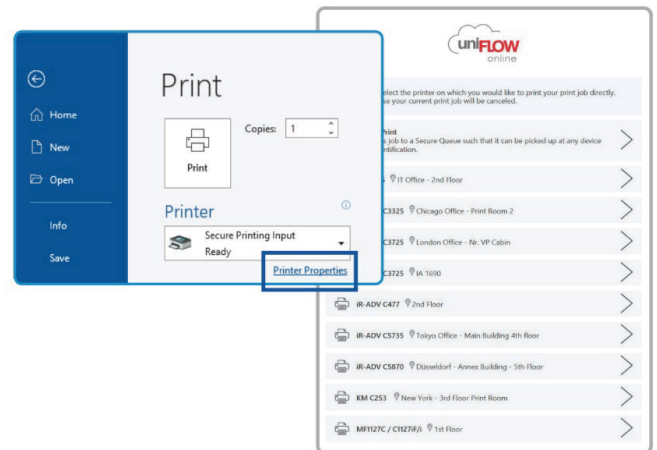 Print
Home
New
Open
Info
Save
Copies: 1
Print
Printer
Secure Printing Input
Ready
Printer Properties
uniFLOW
online
elect the printer on which you would like to print your print job directly.
se your current print job will be canceled.
Print
s job to a Secure Queue such that it can be picked up at any device
ntification.
IT Office - 2nd Floor
C3325 Chicago Office - Print Room 2
C3725 London Office - Nr. VP Cabin
C3725 IA 1690
iR-ADV C477 2nd Floor
iR-ADV C5735 Tokyo Office - Main Building 4th floor
iR-ADV C5870 Düsseldorf - Annex Building - 5th Floor
KM C253 New York - 3rd Floor Print Room
MF1127C / C1127iF/i 1st Floor